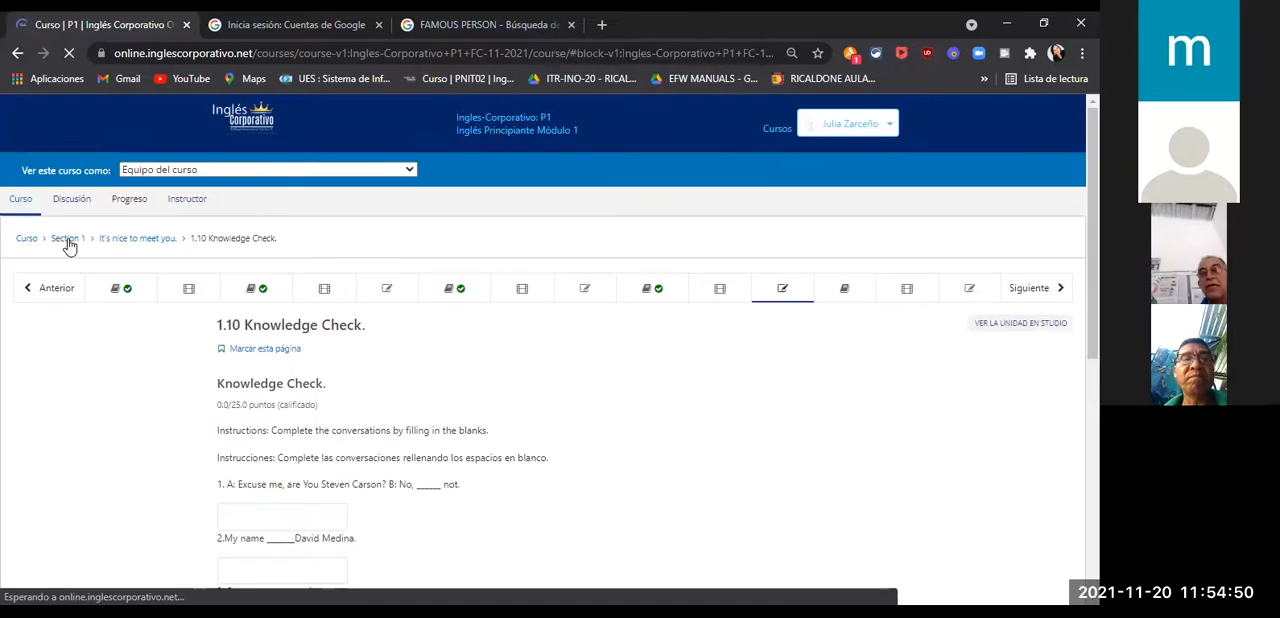 Curso | P1 | Inglés Corporativo O
Inicia sesión: Cuentas de Google
FAMOUS PERSON - Búsqueda de
online.inglescorporativo.net/courses/course-v1:Ingles-Corporativo+P1+FC-11-2021/course/#block-v1:Ingles-Corporativo+P1+FC-1...
Aplicaciones
Gmail
YouTube
Maps
UES : Sistema de Inf...
Curso | PNIT02 | Ing...
ITR-INO-20 - RICAL...
EFW MANUALS - G...
RICALDONE AULA...
»
Lista de lectura
Inglés
Corporativo
Ingles-Corporativo: P1
Inglés Principiante Módulo 1
Cursos
Julia Zarceño
Ver este curso como:
Equipo del curso
Curso
Discusión
Progreso
Instructor
Curso > Section 1 > It's nice to meet you. > 1.10 Knowledge Check.
Anterior
Siguiente
1.10 Knowledge Check.
VER LA UNIDAD EN STUDIO
Marcar esta página
Knowledge Check.
0.0/25.0 puntos (calificado)
Instructions: Complete the conversations by filling in the blanks.
Instrucciones: Complete las conversaciones rellenando los espacios en blanco.
1. A: Excuse me, are You Steven Carson? B: No, _____ not.
2.My name ______David Medina.
Esperando a online.inglescorporativo.net...
m
2021-11-20 11:54:50